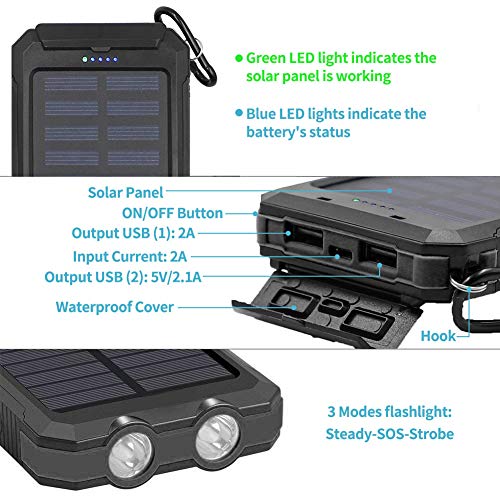 Green LED light indicates the
solar panel is working
Blue LED lights indicate the
battery's status
Solar Panel
ON/OFF Button
Output USB (1): 2A
Input Current: 2A
Output USB (2): 5V/2.1A
Waterproof Cover
Hook
3 Modes flashlight:
Steady-SOS-Strobe